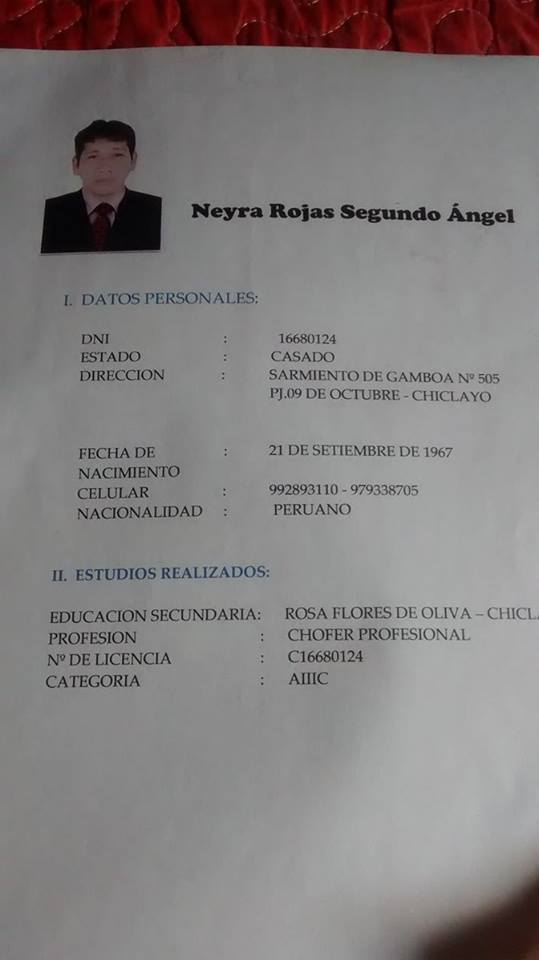 Neyra Rojas Segundo Ángel
I. DATOS PERSONALES:
DNI : 16680124
ESTADO : CASADO
DIRECCION : SARMIENTO DE GAMBOA Nº 505
PJ.09 DE OCTUBRE - CHICLAYO
FECHA DE : 21 DE SETIEMBRE DE 1967
NACIMIENTO
CELULAR : 992893110 - 979338705
NACIONALIDAD : PERUANO
II. ESTUDIOS REALIZADOS:
EDUCACION SECUNDARIA: ROSA FLORES DE OLIVA – CHICLA
PROFESION : CHOFER PROFESIONAL
Nº DE LICENCIA : C16680124
CATEGORIA : AIIIC